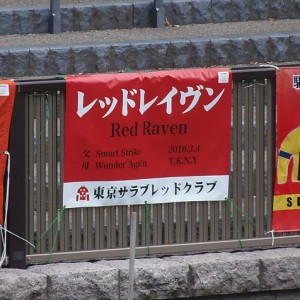 レッドレイヴン
Red Raven
父 Smart Strike 2010.3.4
母 Wonder Again T.K.N.Y
東京サラブレッドクラブ